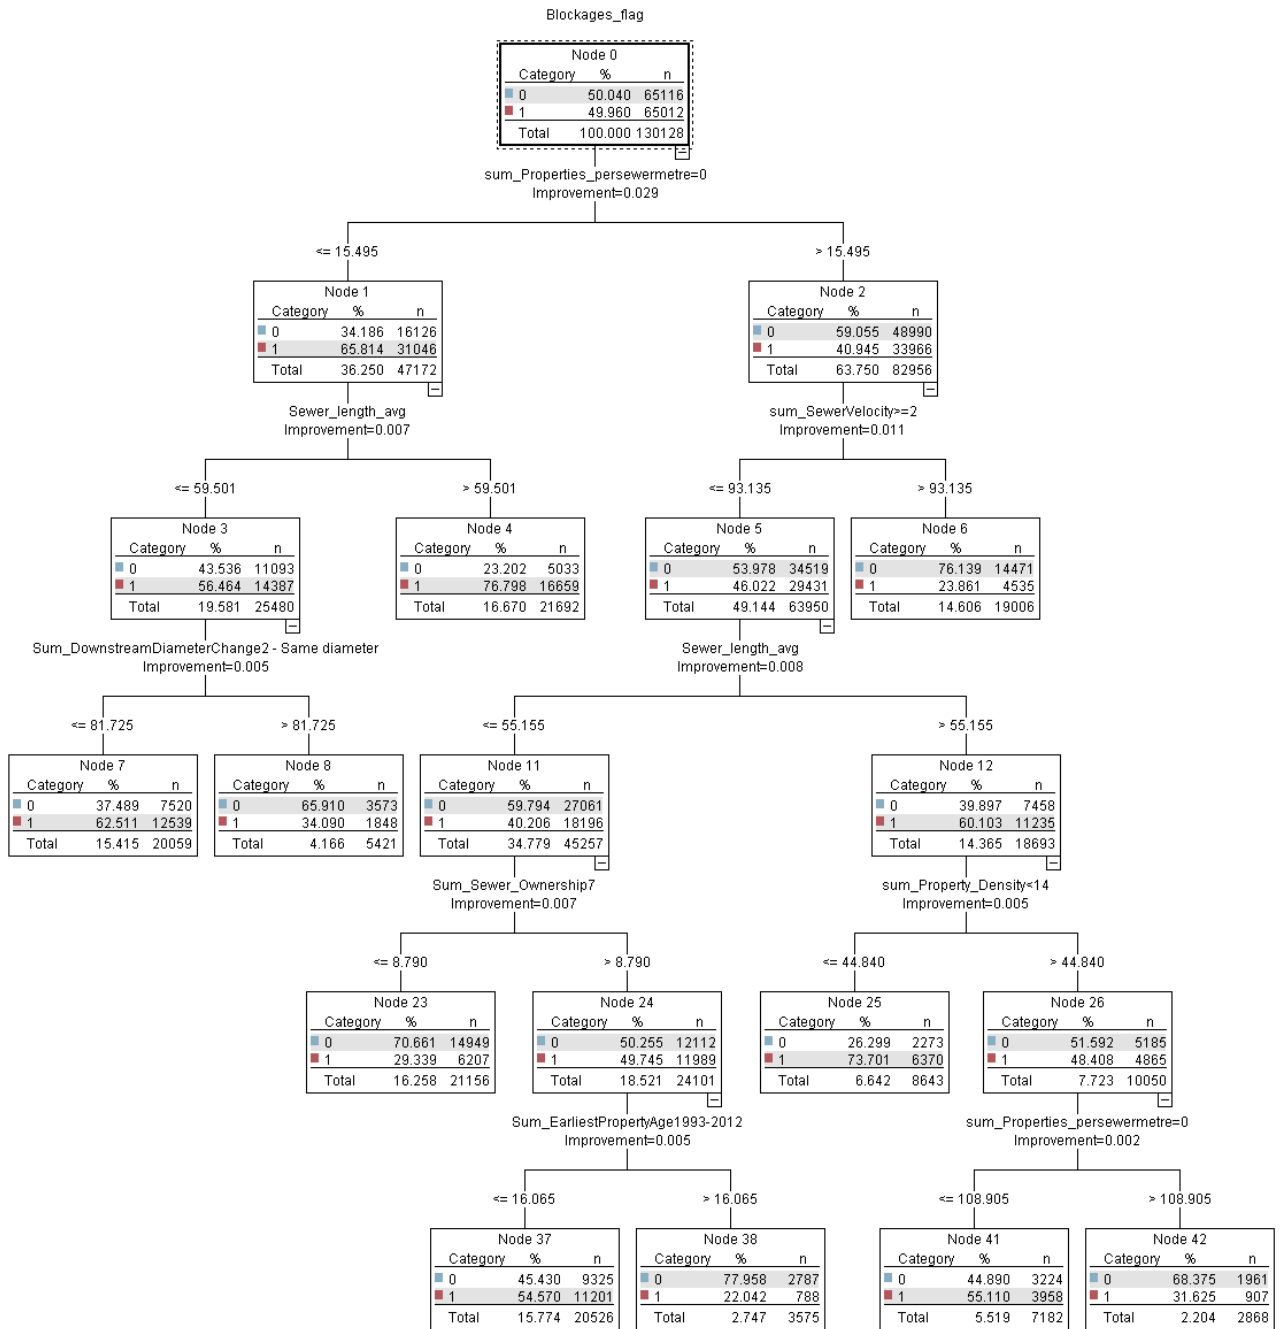 Blockages_flag
Node 0
Category % n
0 50.040 65116
1 49.960 65012
Total 100.000 130128
sum_Properties_persewermetre=0
Improvement=0.029
<= 15.495
> 15.495
Node 1
Category % n
0 34.186 16126
1 65.814 31046
Total 36.250 47172
Node 2
Category % n
0 59.055 48990
1 40.945 33966
Total 63.750 82956
Sewer_length_avg
Improvement=0.007
sum_SewerVelocity>=2
Improvement=0.011
<= 59.501
> 59.501
<= 93.135
> 93.135
Node 3
Category % n
0 43.536 11093
1 56.464 14387
Total 19.581 25480
Node 4
Category % n
0 23.202 5033
1 76.798 16659
Total 16.670 21692
Node 5
Category % n
0 53.978 34519
1 46.022 29431
Total 49.144 63950
Node 6
Category % n
0 76.139 14471
1 23.861 4535
Total 14.606 19006
Sum_DownstreamDiameterChange2 - Same diameter
Improvement=0.005
Sewer_length_avg
Improvement=0.008
<= 81.725
> 81.725
<= 55.155
> 55.155
Node 7
Category % n
0 37.489 7520
1 62.511 12539
Total 15.415 20059
Node 8
Category % n
0 65.910 3573
1 34.090 1848
Total 4.166 5421
Node 11
Category % n
0 59.794 27061
1 40.206 18196
Total 34.779 45257
Node 12
Category % n
0 39.897 7458
1 60.103 11235
Total 14.365 18693
Sum_Sewer_Ownership7
Improvement=0.007
sum_Property_Density<14
Improvement=0.005
<= 8.790
> 8.790
<= 44.840
> 44.840
Node 23
Category % n
0 70.661 14949
1 29.339 6207
Total 16.258 21156
Node 24
Category % n
0 50.255 12112
1 49.745 11989
Total 18.521 24101
Node 25
Category % n
0 26.299 2273
1 73.701 6370
Total 6.642 8643
Node 26
Category % n
0 51.592 5185
1 48.408 4865
Total 7.723 10050
Sum_EarliestPropertyAge1993-2012
Improvement=0.005
sum_Properties_persewermetre=0
Improvement=0.002
<= 16.065
> 16.065
<= 108.905
> 108.905
Node 37
Category % n
0 45.430 9325
1 54.570 11201
Total 15.774 20526
Node 38
Category % n
0 77.958 2787
1 22.042 788
Total 2.747 3575
Node 41
Category % n
0 44.890 3224
1 55.110 3958
Total 5.519 7182
Node 42
Category % n
0 68.375 1961
1 31.625 907
Total 2.204 2868